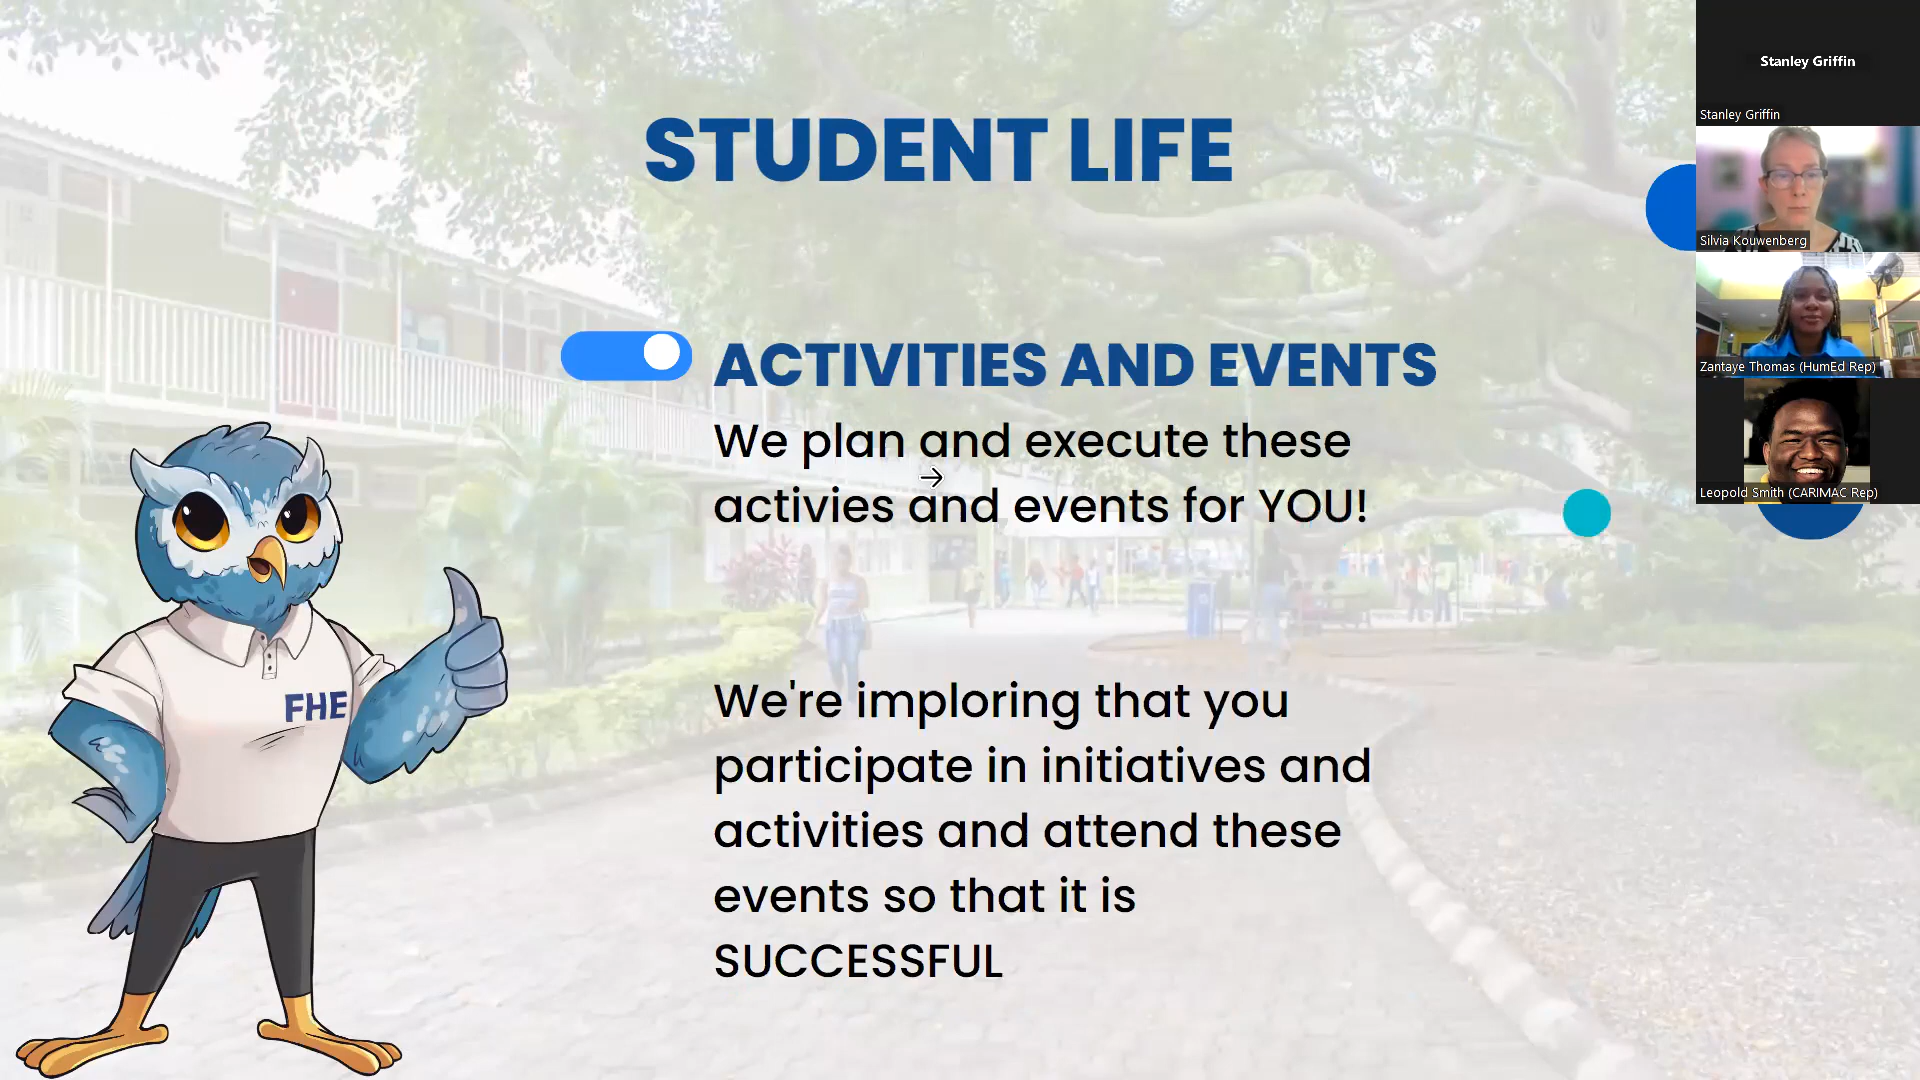 STUDENT LIFE
ACTIVITIES AND EVENTS
We plan and execute these
activies and events for YOU!
We're imploring that you
participate in initiatives and
activities and attend these
events so that it is
SUCCESSFUL
FHE
Stanley Griffin
Stanley Griffin
Silvia Kouwenberg
Zantaye Thomas (HumEd Rep)
Leopold Smith (CARIMAC Rep)